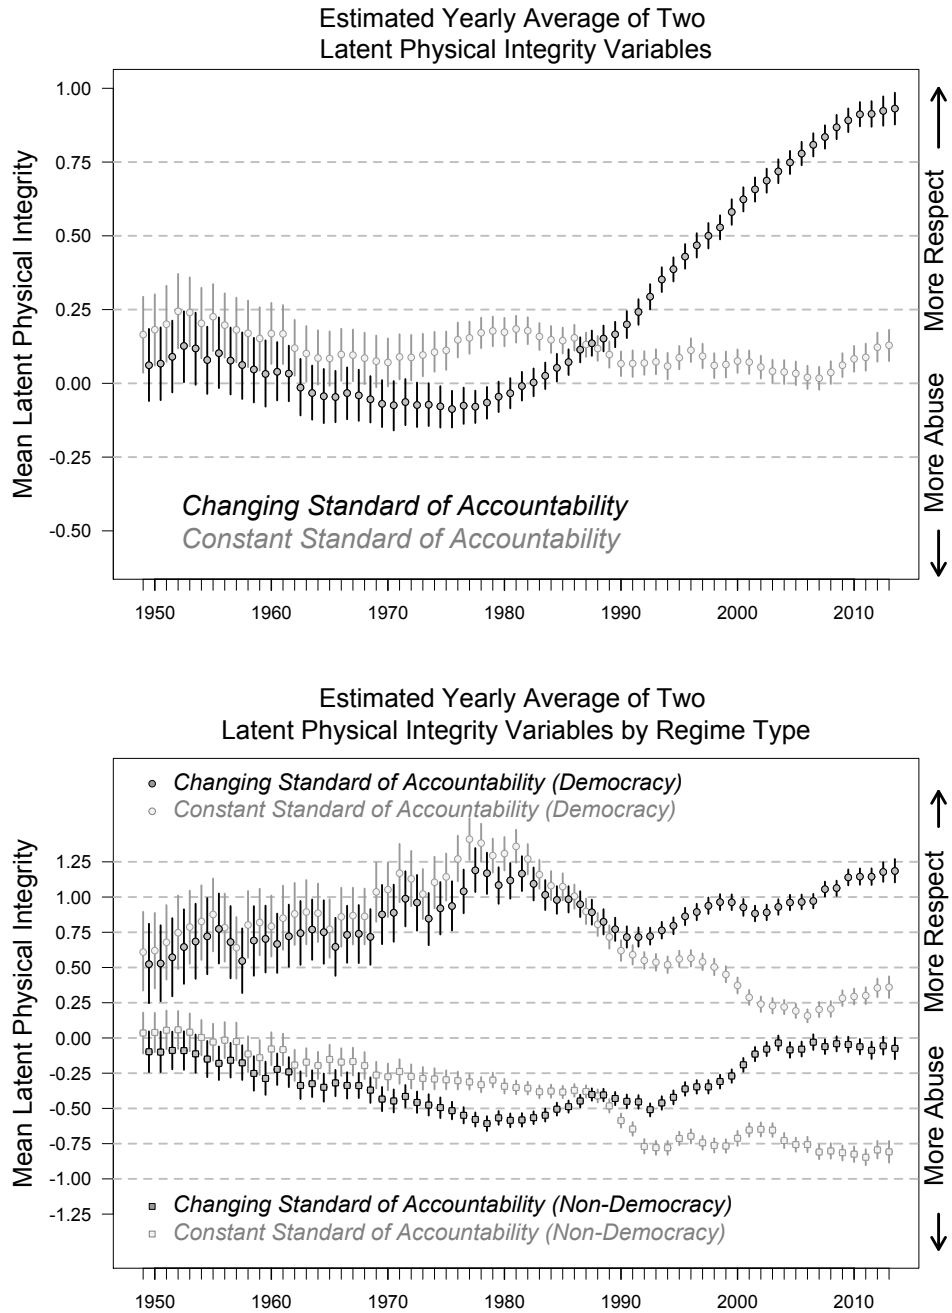 Estimated Yearly Average of Two
Latent Physical Integrity Variables
Mean Latent Physical Integrity
1.00
0.75
0.50
0.25
0.00
-0.25
-0.50
Changing Standard of Accountability
Constant Standard of Accountability
More Respect
More Abuse
1950 1960 1970 1980 1990 2000 2010
Estimated Yearly Average of Two
Latent Physical Integrity Variables by Regime Type
Changing Standard of Accountability (Democracy)
Constant Standard of Accountability (Democracy)
Mean Latent Physical Integrity
1.25
1.00
0.75
0.50
0.25
0.00
-0.25
-0.50
-0.75
-1.00
-1.25
More Respect
More Abuse
Changing Standard of Accountability (Non-Democracy)
Constant Standard of Accountability (Non-Democracy)
1950 1960 1970 1980 1990 2000 2010